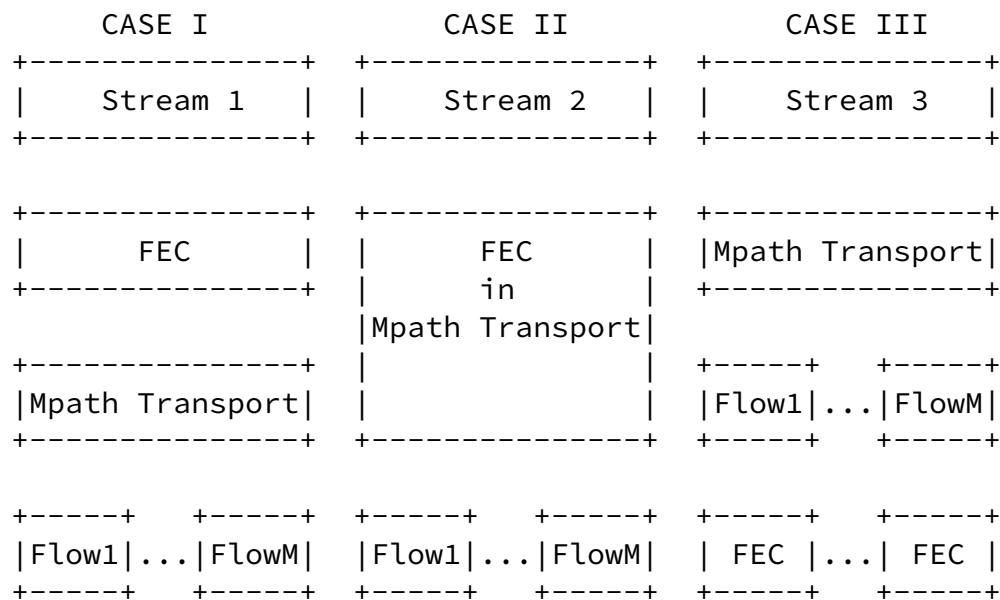 CASE I CASE II CASE III
Stream 1 Stream 2 Stream 3
FEC FEC Mpath Transport
in
Mpath Transport
Mpath Transport Flow1 ... FlowM
Flow1 ... FlowM Flow1 ... FlowM FEC ... FEC